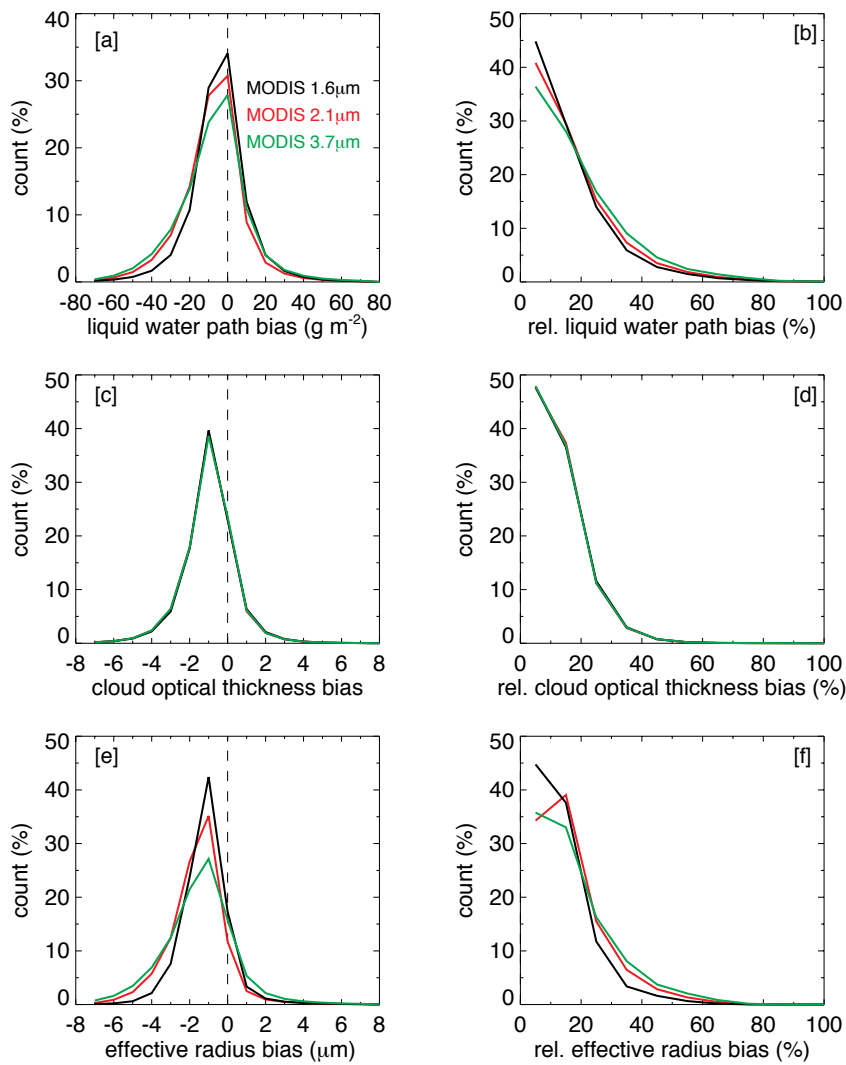 [a]
MODIS 1.6μm
MODIS 2.1μm
MODIS 3.7μm
count (%)
40
30
20
10
0
-80 -60 -40 -20 0 20 40 60 80
liquid water path bias (g m-2)
[b]
count (%)
50
40
30
20
10
0
0 20 40 60 80 100
rel. liquid water path bias (%)
[c]
count (%)
50
40
30
20
10
0
-8 -6 -4 -2 0 2 4 6 8
cloud optical thickness bias
[d]
count (%)
50
40
30
20
10
0
0 20 40 60 80 100
rel. cloud optical thickness bias (%)
[e]
count (%)
50
40
30
20
10
0
-8 -6 -4 -2 0 2 4 6 8
effective radius bias (μm)
[f]
count (%)
50
40
30
20
10
0
0 20 40 60 80 100
rel. effective radius bias (%)